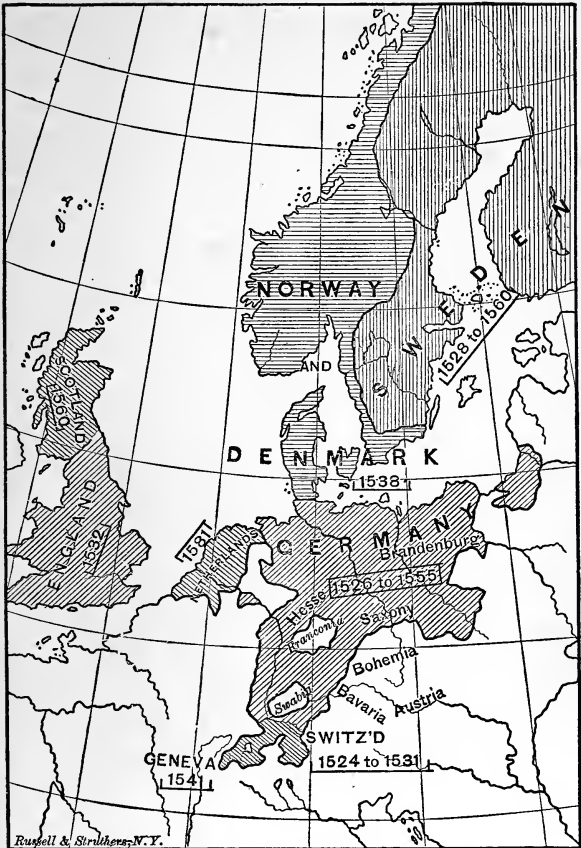 NORWAY
AND
DENMARK
1538
SWEDEN
1528 to 1560
SCOTLAND
1560
ENGLAND
1532
1581
NETHERLANDS
GERMANY
Brandenburg
1526 to 1555
Hesse
Saxony
Franconia
Bohemia
Swabia
Bavaria
Austria
SWITZ'D
1524 to 1531
GENEVA
1541
Russell & Struthers, N.Y.